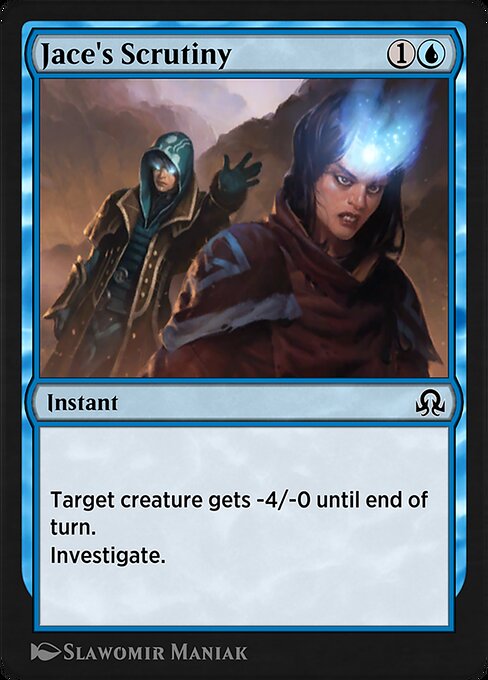 Jace's Scrutiny 1
Instant
Target creature gets -4/-0 until end of
turn.
Investigate.
Slawomir Maniak